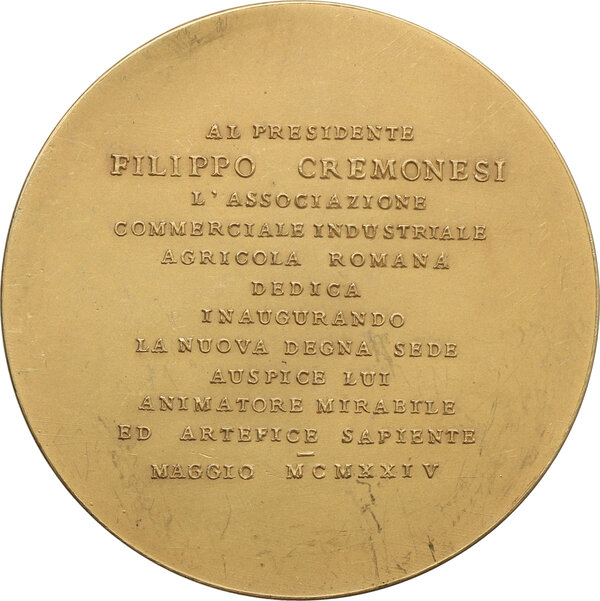 AL PRESIDENTE
FILIPPO CREMONESI
L'ASSOCIAZIONE
COMMERCIALE INDUSTRIALE
AGRICOLA ROMANA
DEDICA
INAUGURANDO
LA NUOVA DEGNA SEDE
AUSPICE LUI
ANIMATORE MIRABILE
ED ARTEFICE SAPIENTE
MAGGIO MCMXXIV